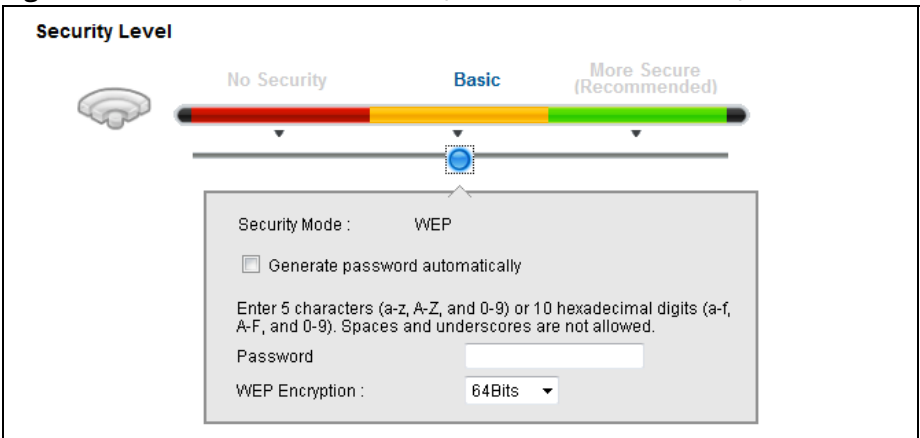 Security Level
No Security
Basic
More Secure
(Recommended)
Security Mode : WEP
Generate password automatically
Enter 5 characters (a-z, A-Z, and 0-9) or 10 hexadecimal digits (a-f,
A-F, and 0-9). Spaces and underscores are not allowed.
Password
WEP Encryption : 64Bits